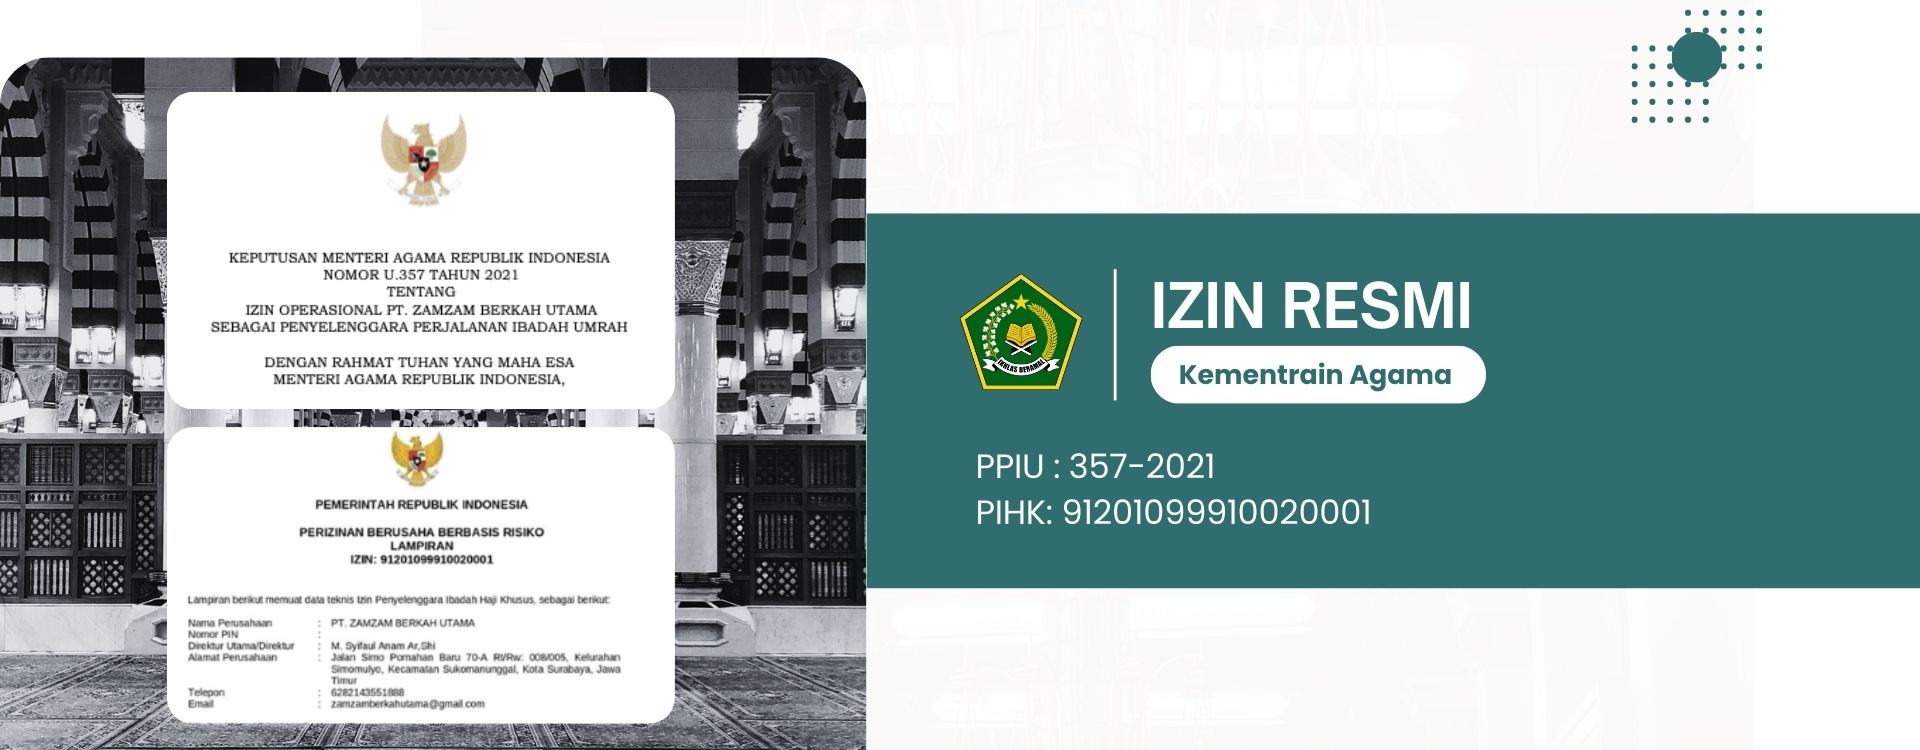 KEPUTUSAN MENTERI AGAMA REPUBLIK INDONESIA
NOMOR U.357 TAHUN 2021
TENTANG
IZIN OPERASIONAL PT. ZAMZAM BERKAH UTAMA
SEBAGAI PENYELENGGARA PERJALANAN IBADAH UMRAH
DENGAN RAHMAT TUHAN YANG MAHA ESA
MENTERI AGAMA REPUBLIK INDONESIA,
PEMERINTAH REPUBLIK INDONESIA
PERIZINAN BERUSAHA BERBASIS RISIKO
LAMPIRAN
IZIN: 91201099910020001
Lampiran berikut memuat data teknis Izin Penyelenggara Ibadah Haji Khusus, sebagai berikut:
Nama Perusahaan : PT. ZAMZAM BERKAH UTAMA
Nomor PIN :
Direktur Utama/Direktur : M. Syifaul Anam Ar,Shi
Alamat Perusahaan : Jalan Simo Pomahan Baru 70-A Rt/Rw: 008/005, Kelurahan
Simomulyo, Kecamatan Sukomanunggal, Kota Surabaya, Jawa
Timur
Telepon : 6282143551888
Email : zamzamberkahutama@gmail.com
IKHLAS BERAMAL
IZIN RESMI
Kementrain Agama
PPIU : 357-2021
PIHK: 91201099910020001